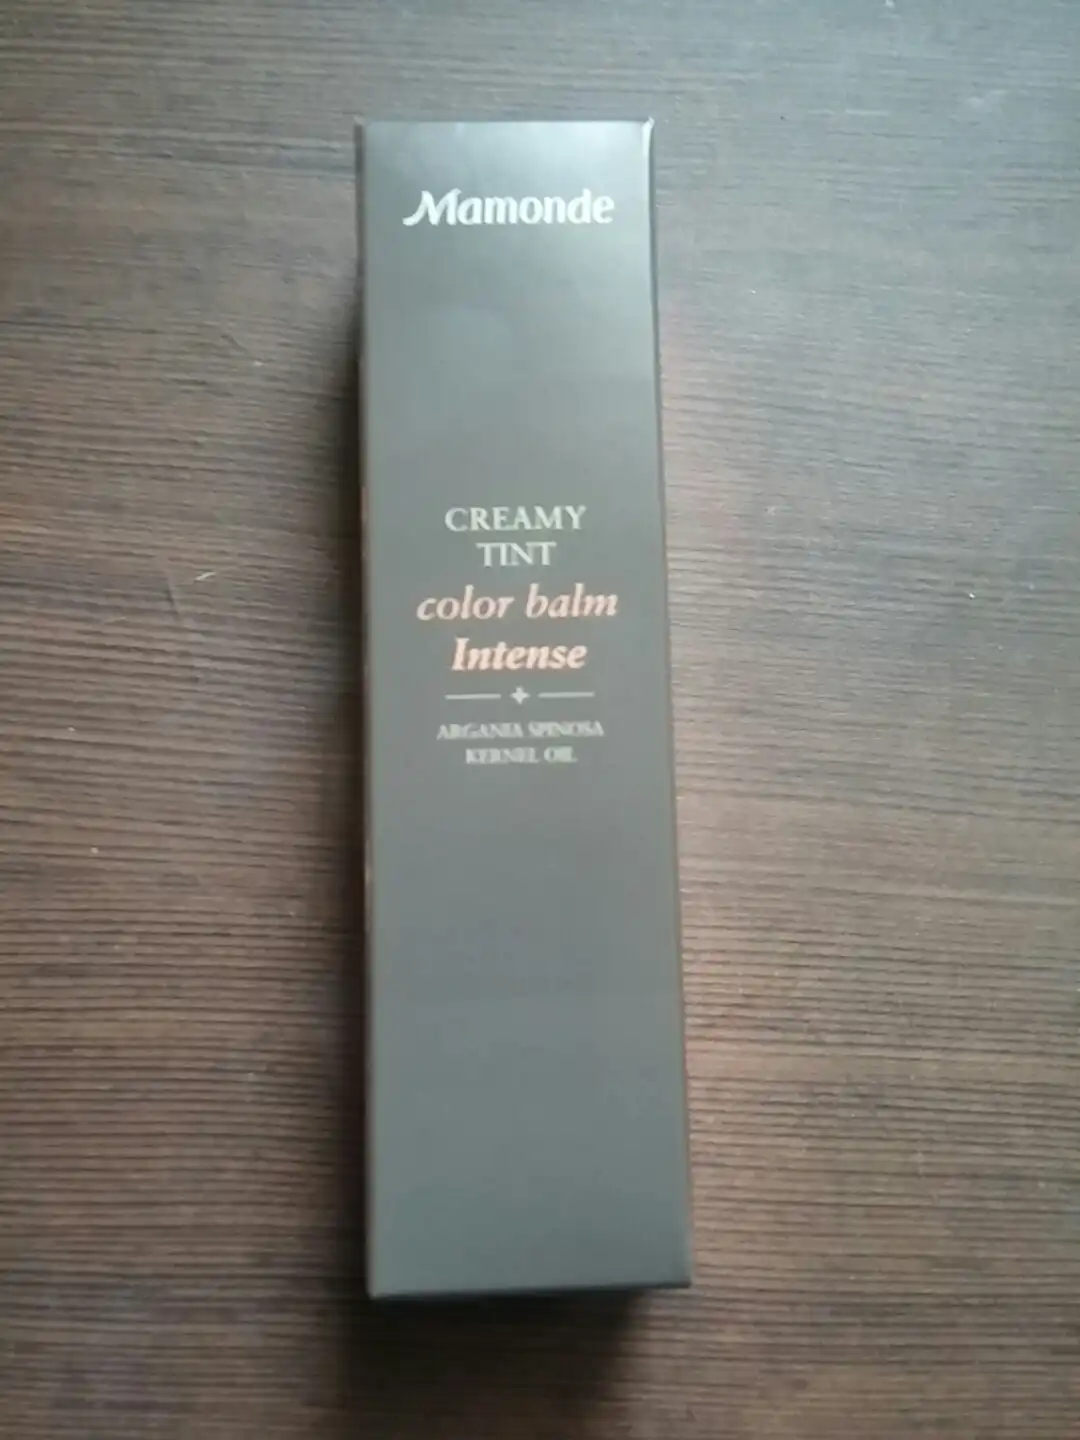 Mamonde
CREAMY
TINT
color balm
Intense
ARGANIA SPINOSA
KERNEL OIL